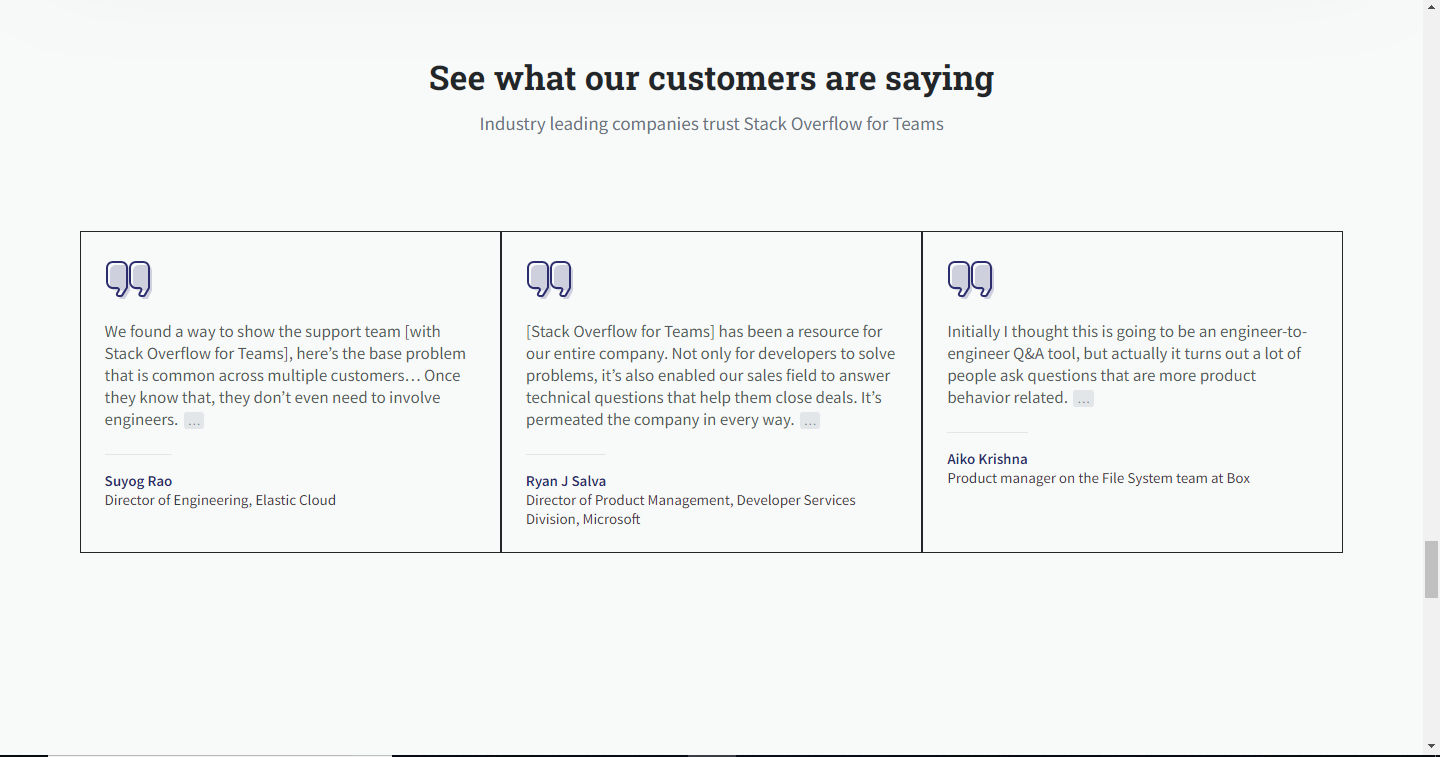 See what our customers are saying
Industry leading companies trust Stack Overflow for Teams
We found a way to show the support team [with
Stack Overflow for Teams], here’s the base problem
that is common across multiple customers… Once
they know that, they don’t even need to involve
engineers. ...
Suyog Rao
Director of Engineering, Elastic Cloud
[Stack Overflow for Teams] has been a resource for
our entire company. Not only for developers to solve
problems, it’s also enabled our sales field to answer
technical questions that help them close deals. It’s
permeated the company in every way. ...
Ryan J Salva
Director of Product Management, Developer Services
Division, Microsoft
Initially I thought this is going to be an engineer-to-
engineer Q&A tool, but actually it turns out a lot of
people ask questions that are more product
behavior related. ...
Aiko Krishna
Product manager on the File System team at Box